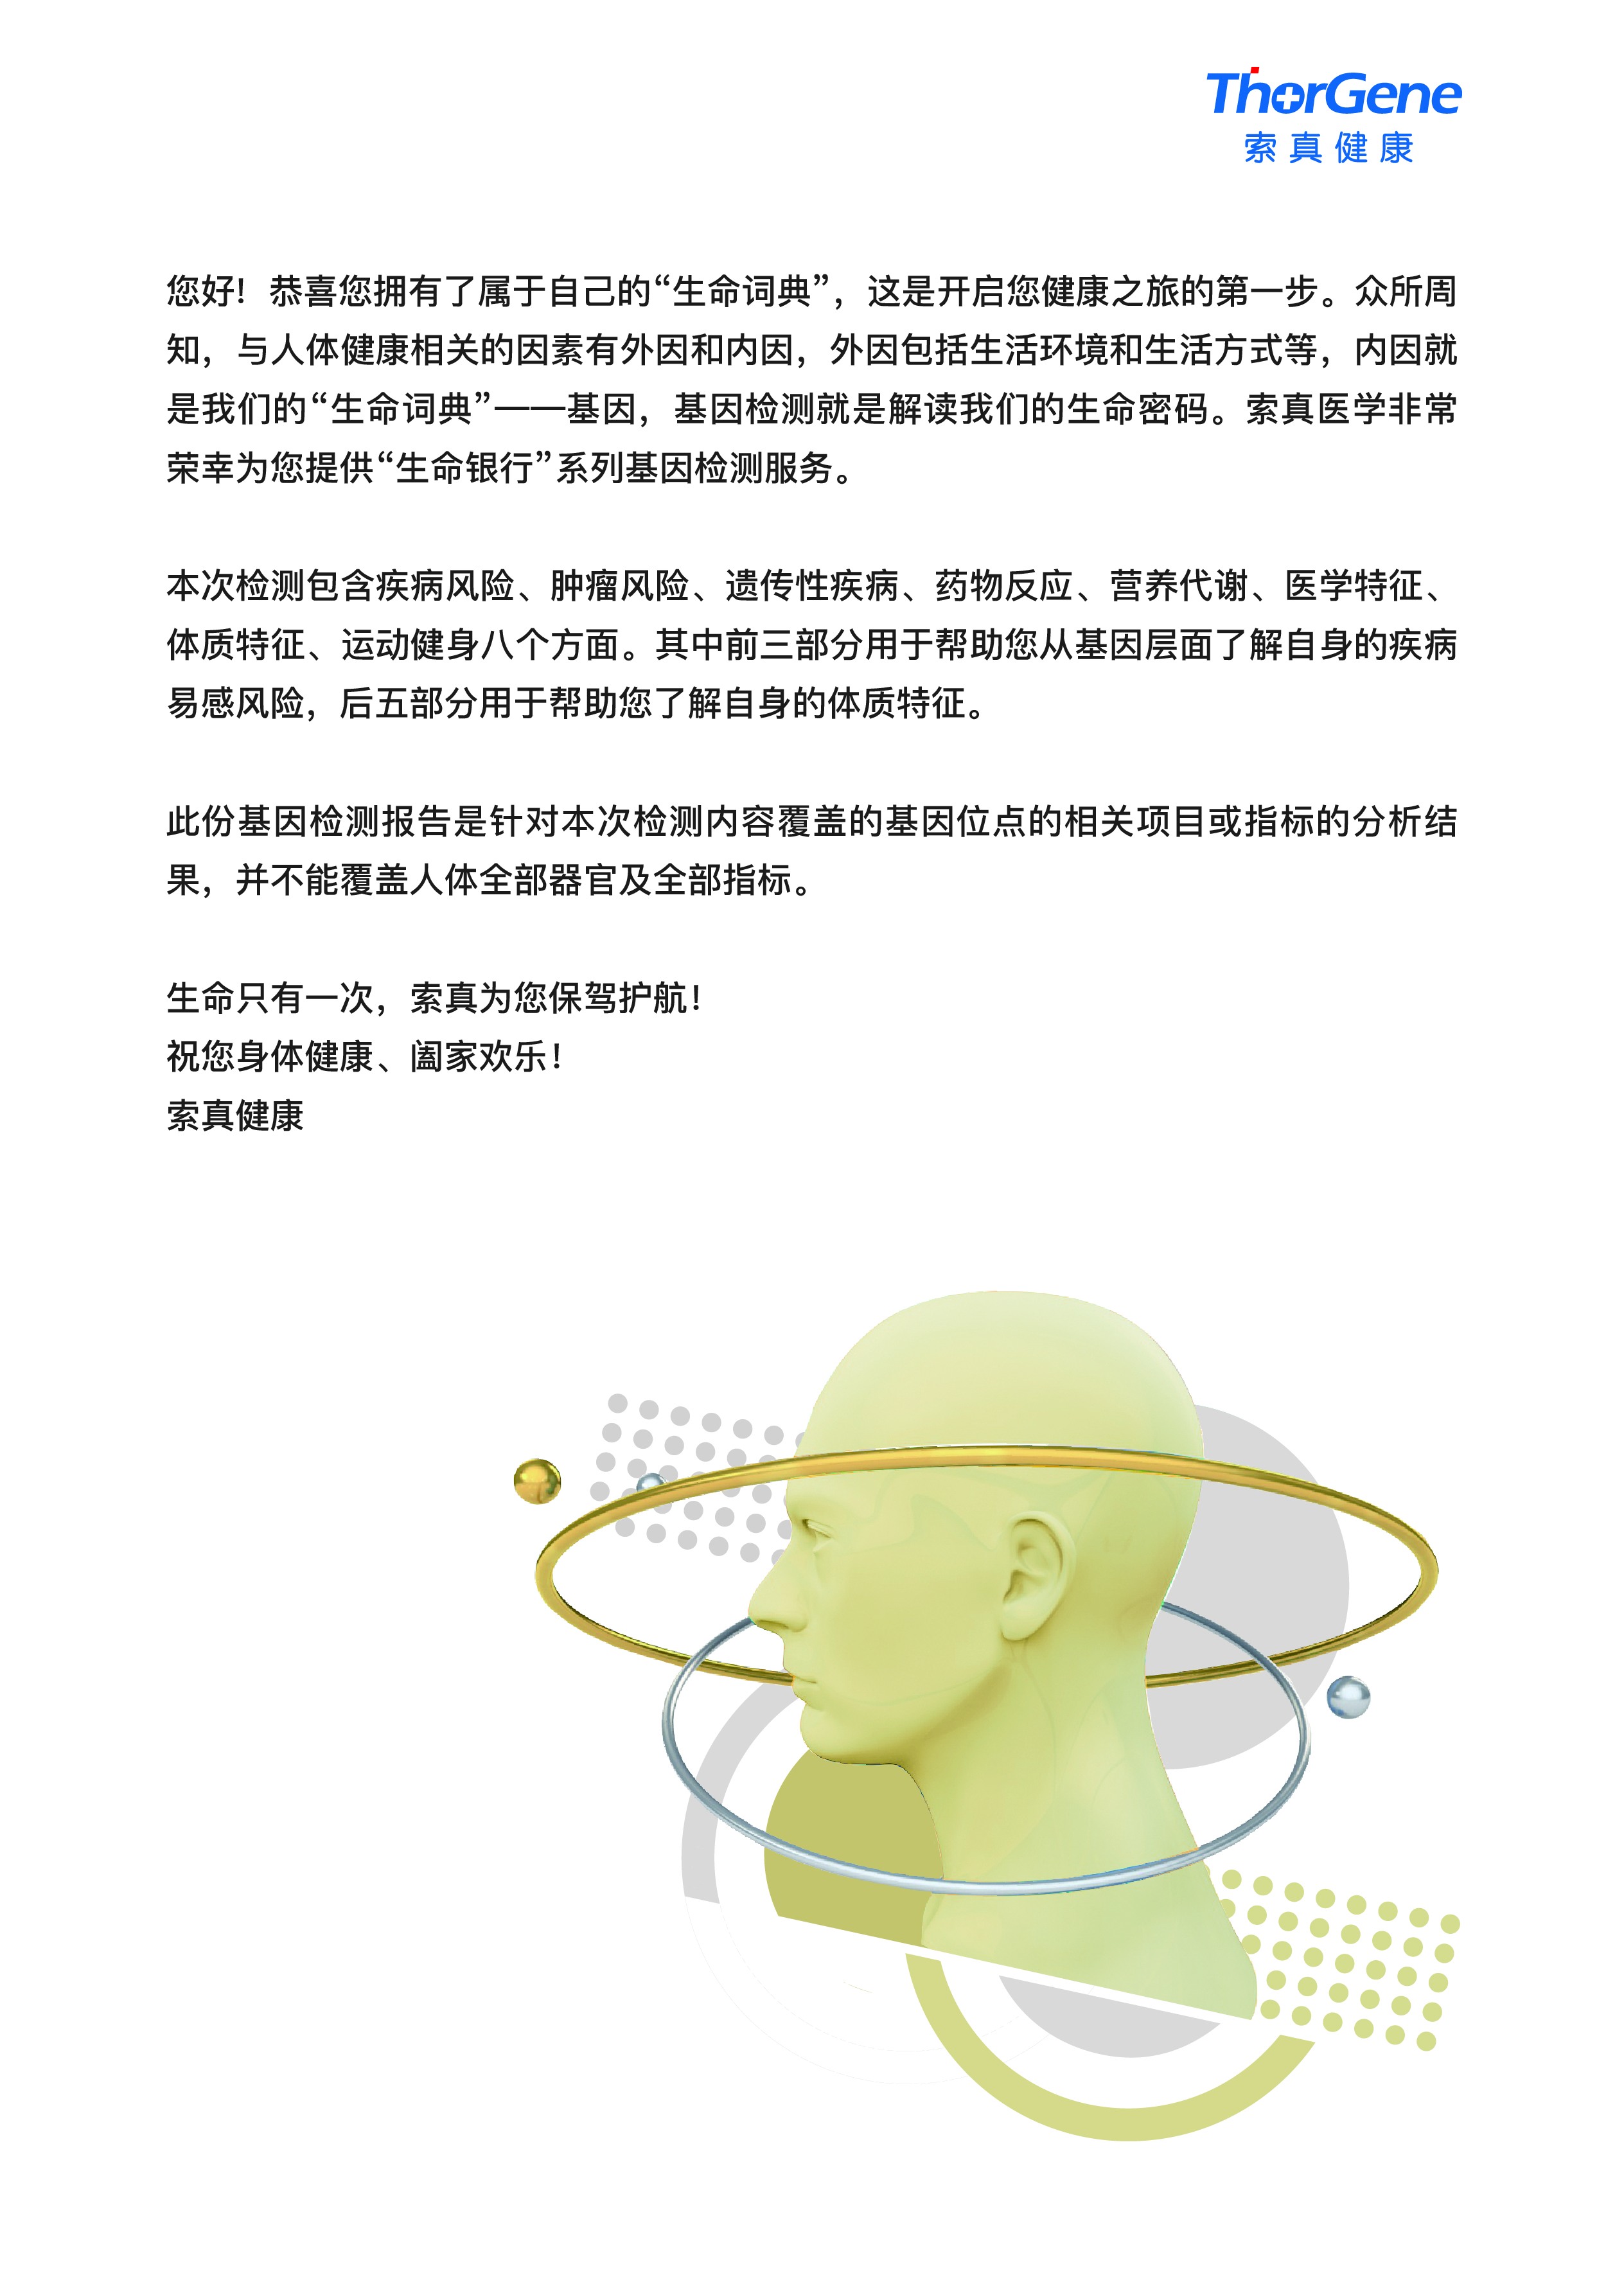 ThorGene
索真健康
您好！恭喜您拥有了属于自己的“生命词典”，这是开启您健康之旅的第一步。众所周
知，与人体健康相关的因素有外因和内因，外因包括生活环境和生活方式等，内因就
是我们的“生命词典”——基因，基因检测就是解读我们的生命密码。索真医学非常
荣幸为您提供“生命银行”系列基因检测服务。
本次检测包含疾病风险、肿瘤风险、遗传性疾病、药物反应、营养代谢、医学特征、
体质特征、运动健身八个方面。其中前三部分用于帮助您从基因层面了解自身的疾病
易感风险，后五部分用于帮助您了解自身的体质特征。
此份基因检测报告是针对本次检测内容覆盖的基因位点的相关项目或指标的分析结
果，并不能覆盖人体全部器官及全部指标。
生命只有一次，索真为您保驾护航！
祝您身体健康、阖家欢乐！
索真健康